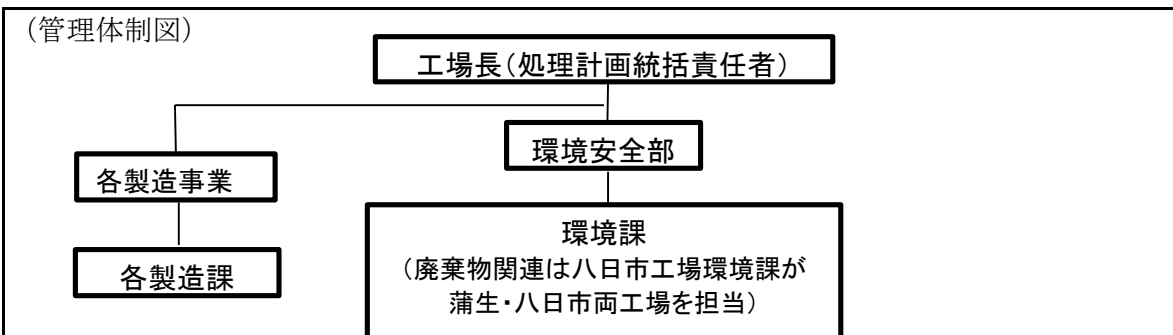 (管理体制図)
工場長(処理計画統括責任者)
環境安全部
各製造事業
環境課
(廃棄物関連は八日市工場環境課が
蒲生・八日市両工場を担当)
各製造課